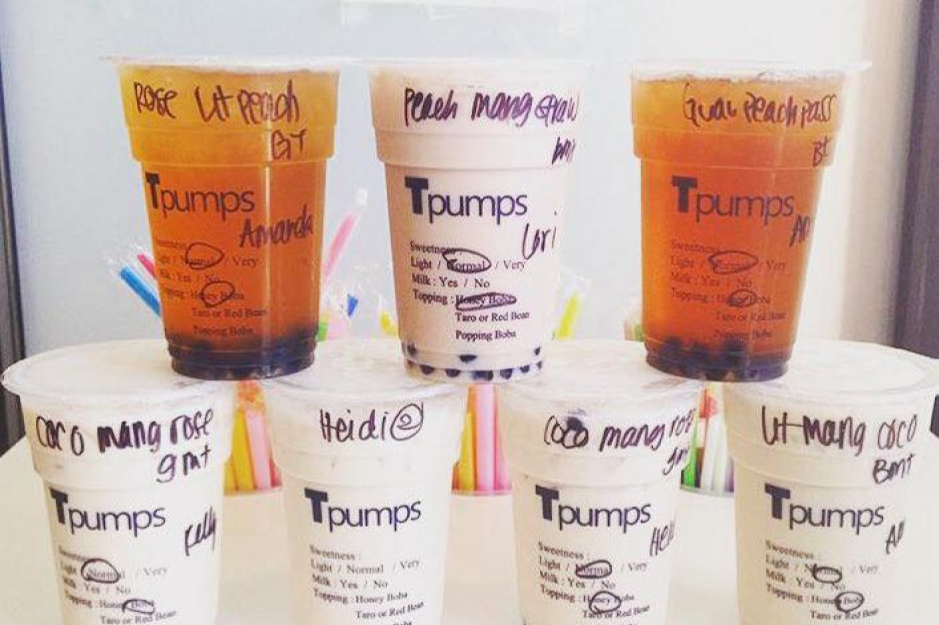 Rose Lit Peach
GT
Tpumps
Amanda
Normal / Very
Milk : Yes / No
Topping : Honey Boba
Taro or Red Bean
Popping Boba
Peach mang straw
bmt
Tpumps
Lori
Sweetness
Light / Normal / Very
Milk : Yes / No
Topping : Honey Boba
Taro or Red Bean
Popping Boba
Guav Peach pass
BT
Tpumps
Sweetness
Light / Normal / Very
Milk : Yes / No
Topping : Honey Boba
Taro or Red Bean
Popping Boba
Coco mang rose
gmt
Tpumps
Kelly
Sweetness :
Light / Normal / Very
Milk : Yes / No
Topping : Honey Boba
Taro or Red Bean
Heidi
Tpumps
Sweetness :
Light / Normal / Very
Milk : Yes / No
Topping : Honey Boba
Taro or Red Bean
Coco mang rose
gmt
Tpumps
Sweetness :
Light / Normal / Very
Milk : Yes / No
Topping : Honey Boba
Taro or Red Bean
Lit mang coco
BMT
Tpumps
Sweetness :
Light / Normal / Very
Milk : Yes / No
Topping : Honey Boba
Taro or Red Bean